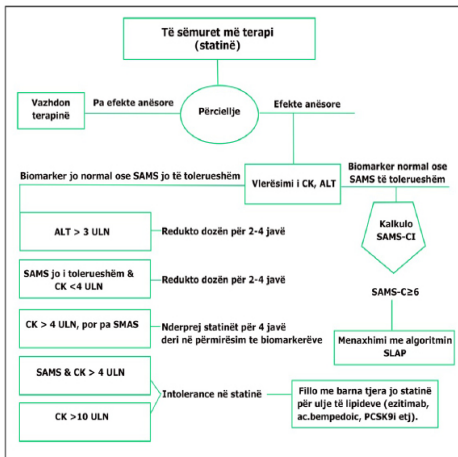 Të sëmuret më terapi
(statinë)
Vazhdon
terapinë
Pa efekte anësore
Përciellje
Efekte anësore
Biomarker jo normal ose SAMS jo të tolerueshëm
Vlerësimi i CK, ALT
Biomarker normal ose
SAMS të tolerueshëm
ALT > 3 ULN
Redukto dozën për 2-4 javë
Kalkulo
SAMS-CI
SAMS jo i tolerueshëm &
CK <4 ULN
Redukto dozën për 2-4 javë
SAMS-C≥6
CK > 4 ULN, por pa SMAS
Nderprej statinët për 4 javë
deri në përmirësim te biomarkerëve
Menaxhimi me algoritmin
SLAP
SAMS & CK > 4 ULN
Intolerance në statinë
Fillo me barna tjera jo statinë
për ulje të lipideve (ezitimab,
ac.bempedoic, PCSK9i etj).
CK >10 ULN